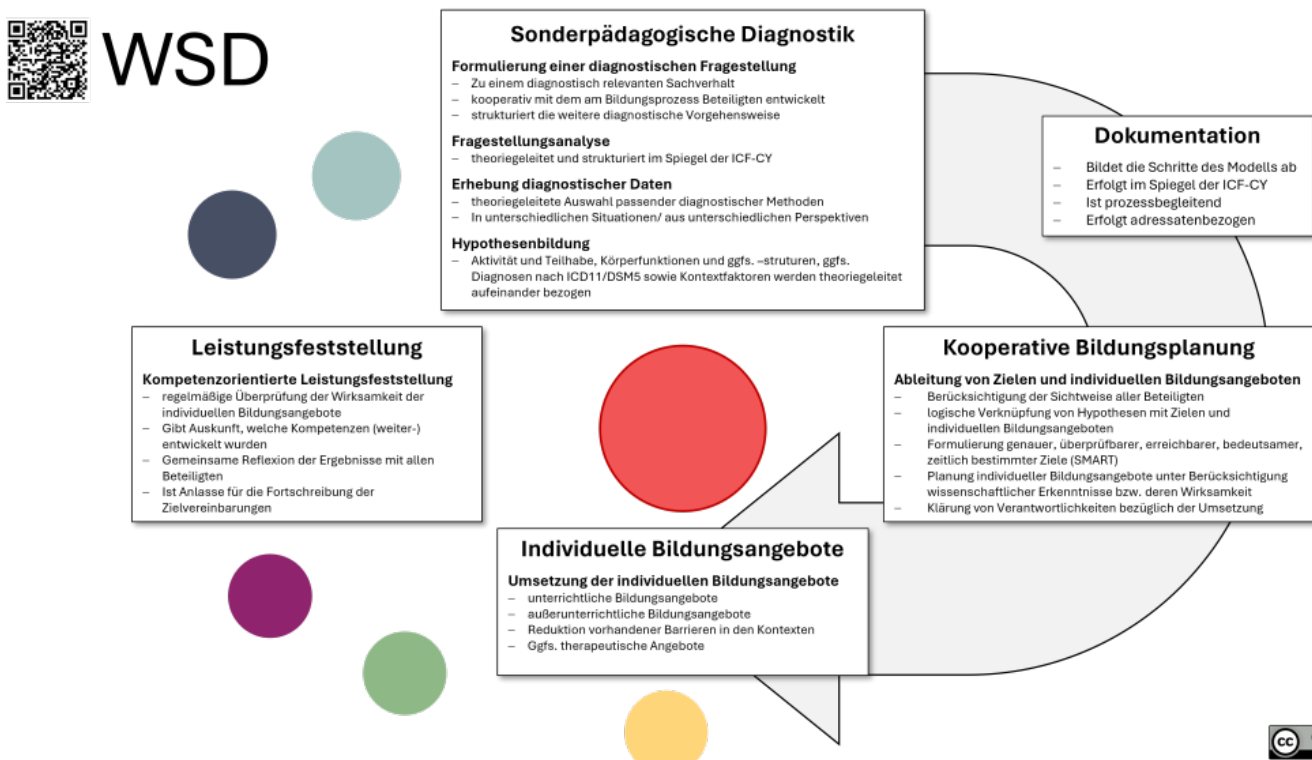 WSD
Sonderpädagogische Diagnostik
Formulierung einer diagnostischen Fragestellung
– Zu einem diagnostisch relevanten Sachverhalt
– kooperativ mit dem am Bildungsprozess Beteiligten entwickelt
– strukturiert die weitere diagnostische Vorgehensweise
Fragestellungsanalyse
– theoriegeleitet und strukturiert im Spiegel der ICF-CY
Erhebung diagnostischer Daten
– theoriegeleitete Auswahl passender diagnostischer Methoden
– In unterschiedlichen Situationen/ aus unterschiedlichen Perspektiven
Hypothesenbildung
– Aktivität und Teilhabe, Körperfunktionen und ggfs. –struturen, ggfs.
Diagnosen nach ICD11/DSM5 sowie Kontextfaktoren werden theoriegeleitet
aufeinander bezogen
Dokumentation
– Bildet die Schritte des Modells ab
– Erfolgt im Spiegel der ICF-CY
– Ist prozessbegleitend
– Erfolgt adressatenbezogen
Leistungsfeststellung
Kompetenzorientierte Leistungsfeststellung
– regelmäßige Überprüfung der Wirksamkeit der
individuellen Bildungsangebote
– Gibt Auskunft, welche Kompetenzen (weiter-)
entwickelt wurden
– Gemeinsame Reflexion der Ergebnisse mit allen
Beteiligten
– Ist Anlasse für die Fortschreibung der
Zielvereinbarungen
Kooperative Bildungsplanung
Ableitung von Zielen und individuellen Bildungsangeboten
– Berücksichtigung der Sichtweise aller Beteiligten
– logische Verknüpfung von Hypothesen mit Zielen und
individuellen Bildungsangeboten
– Formulierung genauer, überprüfbarer, erreichbarer, bedeutsamer,
zeitlich bestimmter Ziele (SMART)
– Planung individueller Bildungsangebote unter Berücksichtigung
wissenschaftlicher Erkenntnisse bzw. deren Wirksamkeit
– Klärung von Verantwortlichkeiten bezüglich der Umsetzung
Individuelle Bildungsangebote
Umsetzung der individuellen Bildungsangebote
– unterrichtliche Bildungsangebote
– außerunterrichtliche Bildungsangebote
– Reduktion vorhandener Barrieren in den Kontexten
– Ggfs. therapeutische Angebote
cc